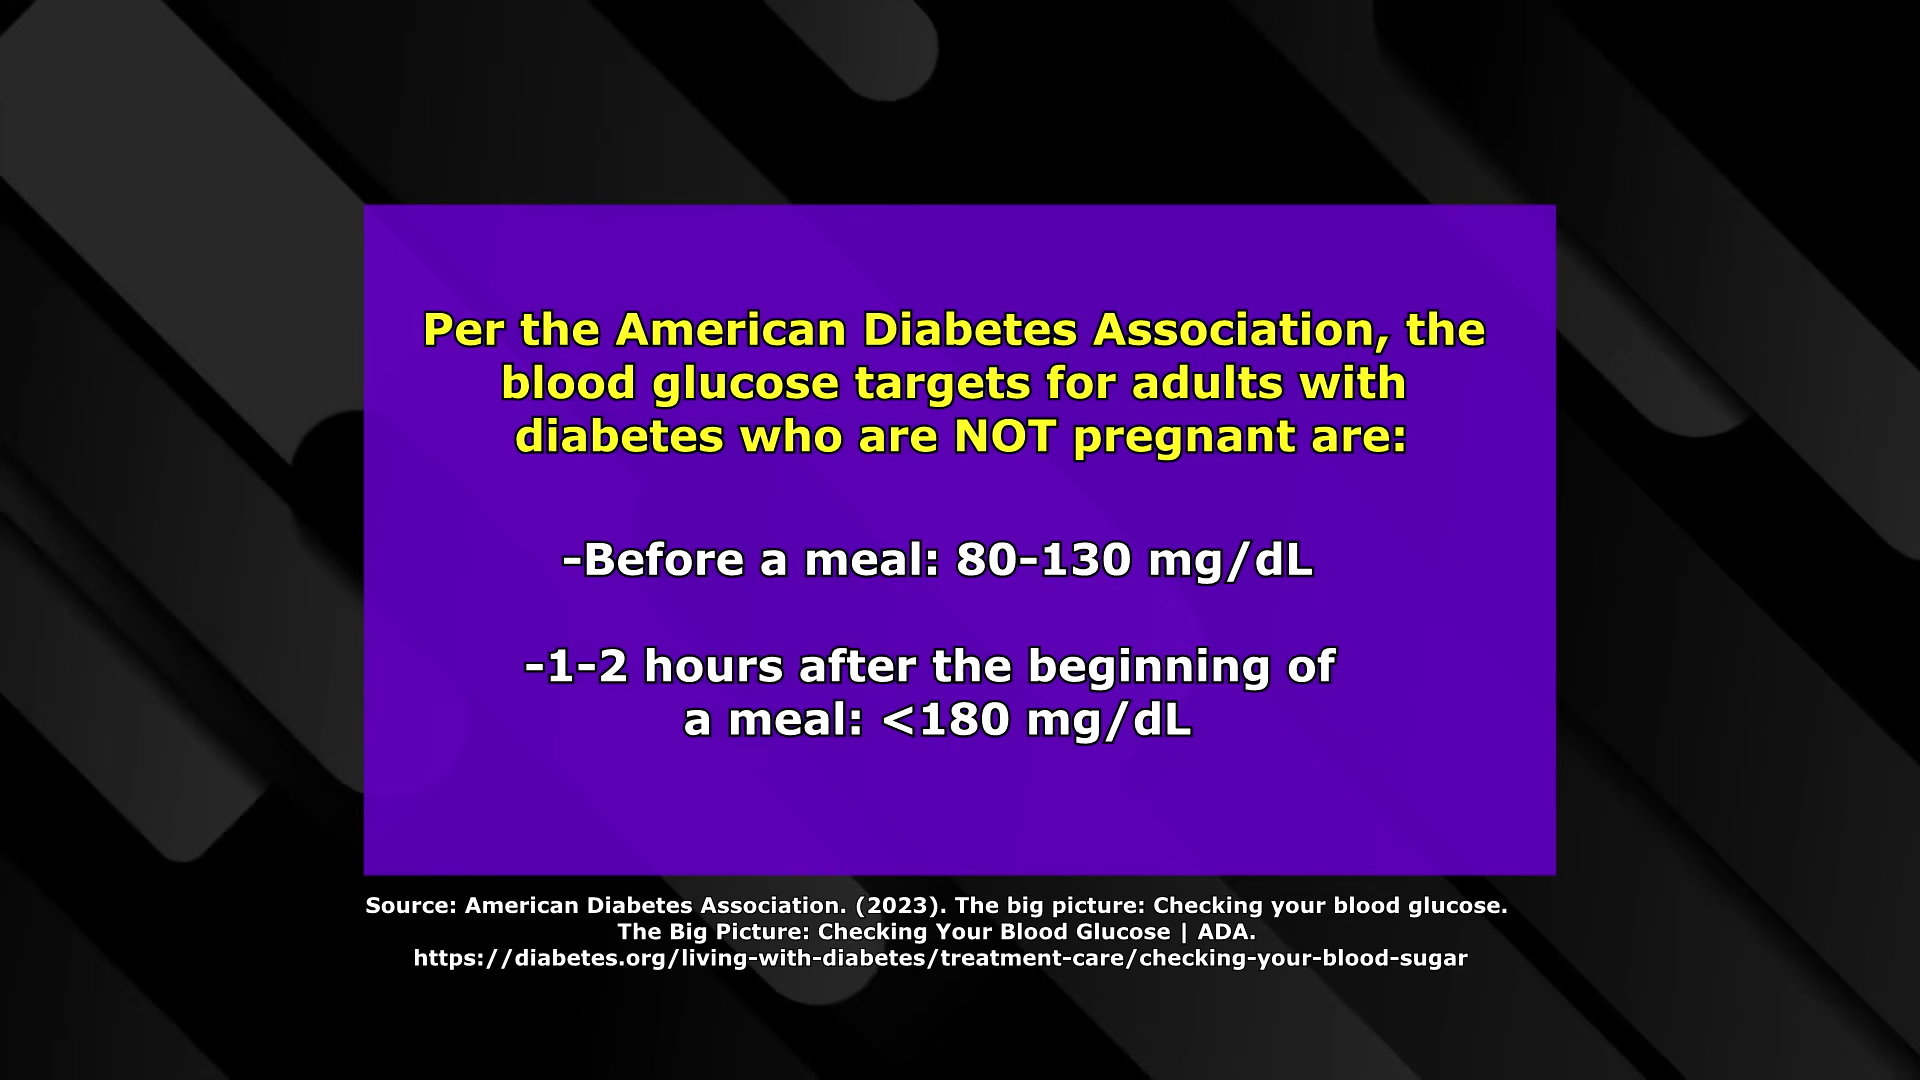 Per the American Diabetes Association, the
blood glucose targets for adults with
diabetes who are NOT pregnant are:
-Before a meal: 80-130 mg/dL
-1-2 hours after the beginning of
a meal: <180 mg/dL
Source: American Diabetes Association. (2023). The big picture: Checking your blood glucose.
The Big Picture: Checking Your Blood Glucose | ADA.
https://diabetes.org/living-with-diabetes/treatment-care/checking-your-blood-sugar